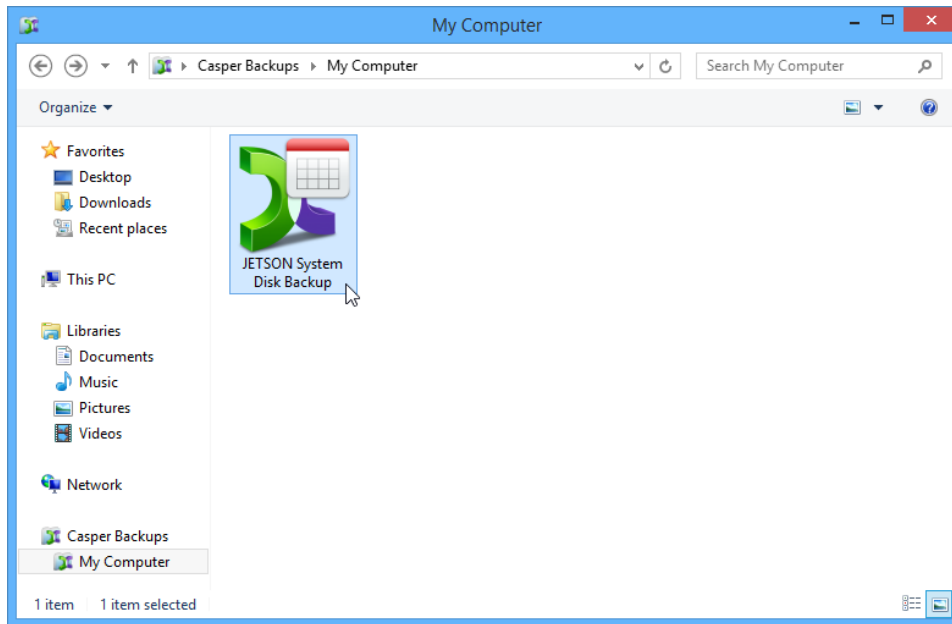 My Computer
Casper Backups My Computer
Search My Computer
Organize
Favorites
Desktop
Downloads
Recent places
This PC
Libraries
Documents
Music
Pictures
Videos
Network
Casper Backups
My Computer
JETSON System
Disk Backup
1 item 1 item selected